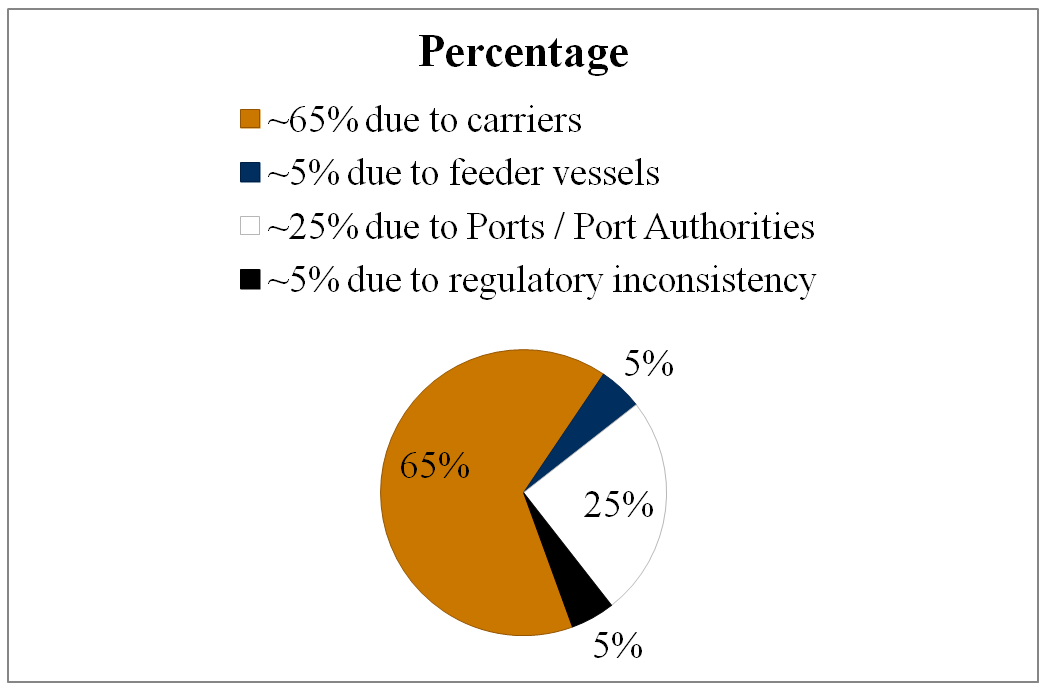 Percentage
~65% due to carriers
~5% due to feeder vessels
~25% due to Ports / Port Authorities
~5% due to regulatory inconsistency
5%
65%
25%
5%